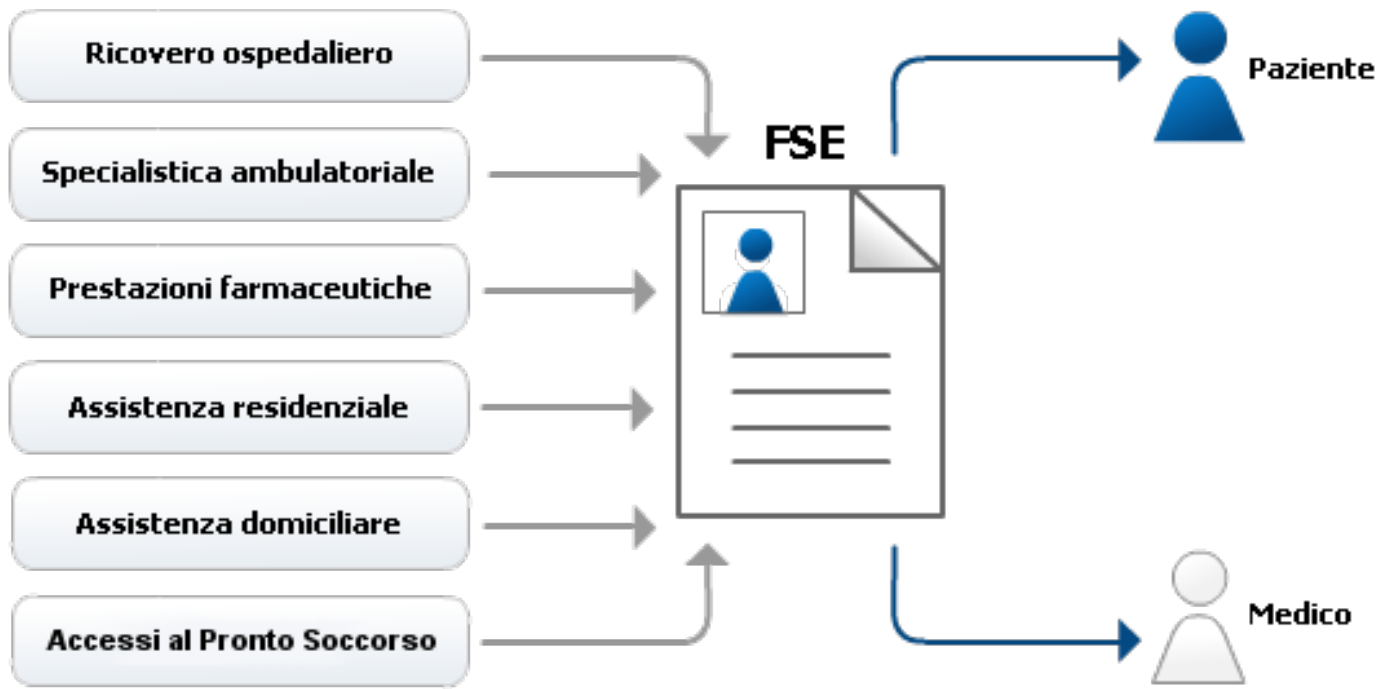 Ricovero ospedaliero
Specialistica ambulatoriale
Prestazioni farmaceutiche
Assistenza residenziale
Assistenza domiciliare
Accessi al Pronto Soccorso
FSE
Paziente
Medico